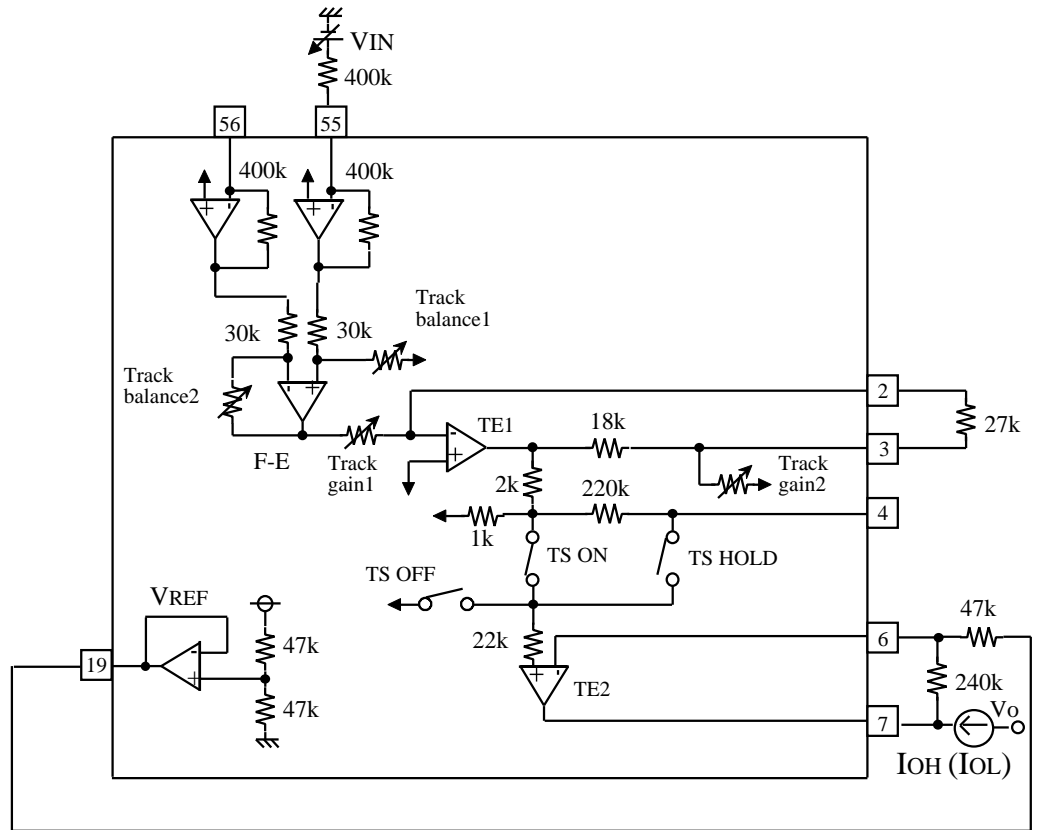 VIN
400k
56
55
400k
400k
+
-
+
-
Track
balance1
30k
30k
Track
balance2
-
+
2
TE1
18k
27k
-
+
3
F-E
Track
gain1
Track
gain2
2k
220k
4
1k
TS ON
TS HOLD
TS OFF
VREF
47k
6
47k
22k
-
+
19
+
-
TE2
240k
47k
7
VO
IOH (IOL)